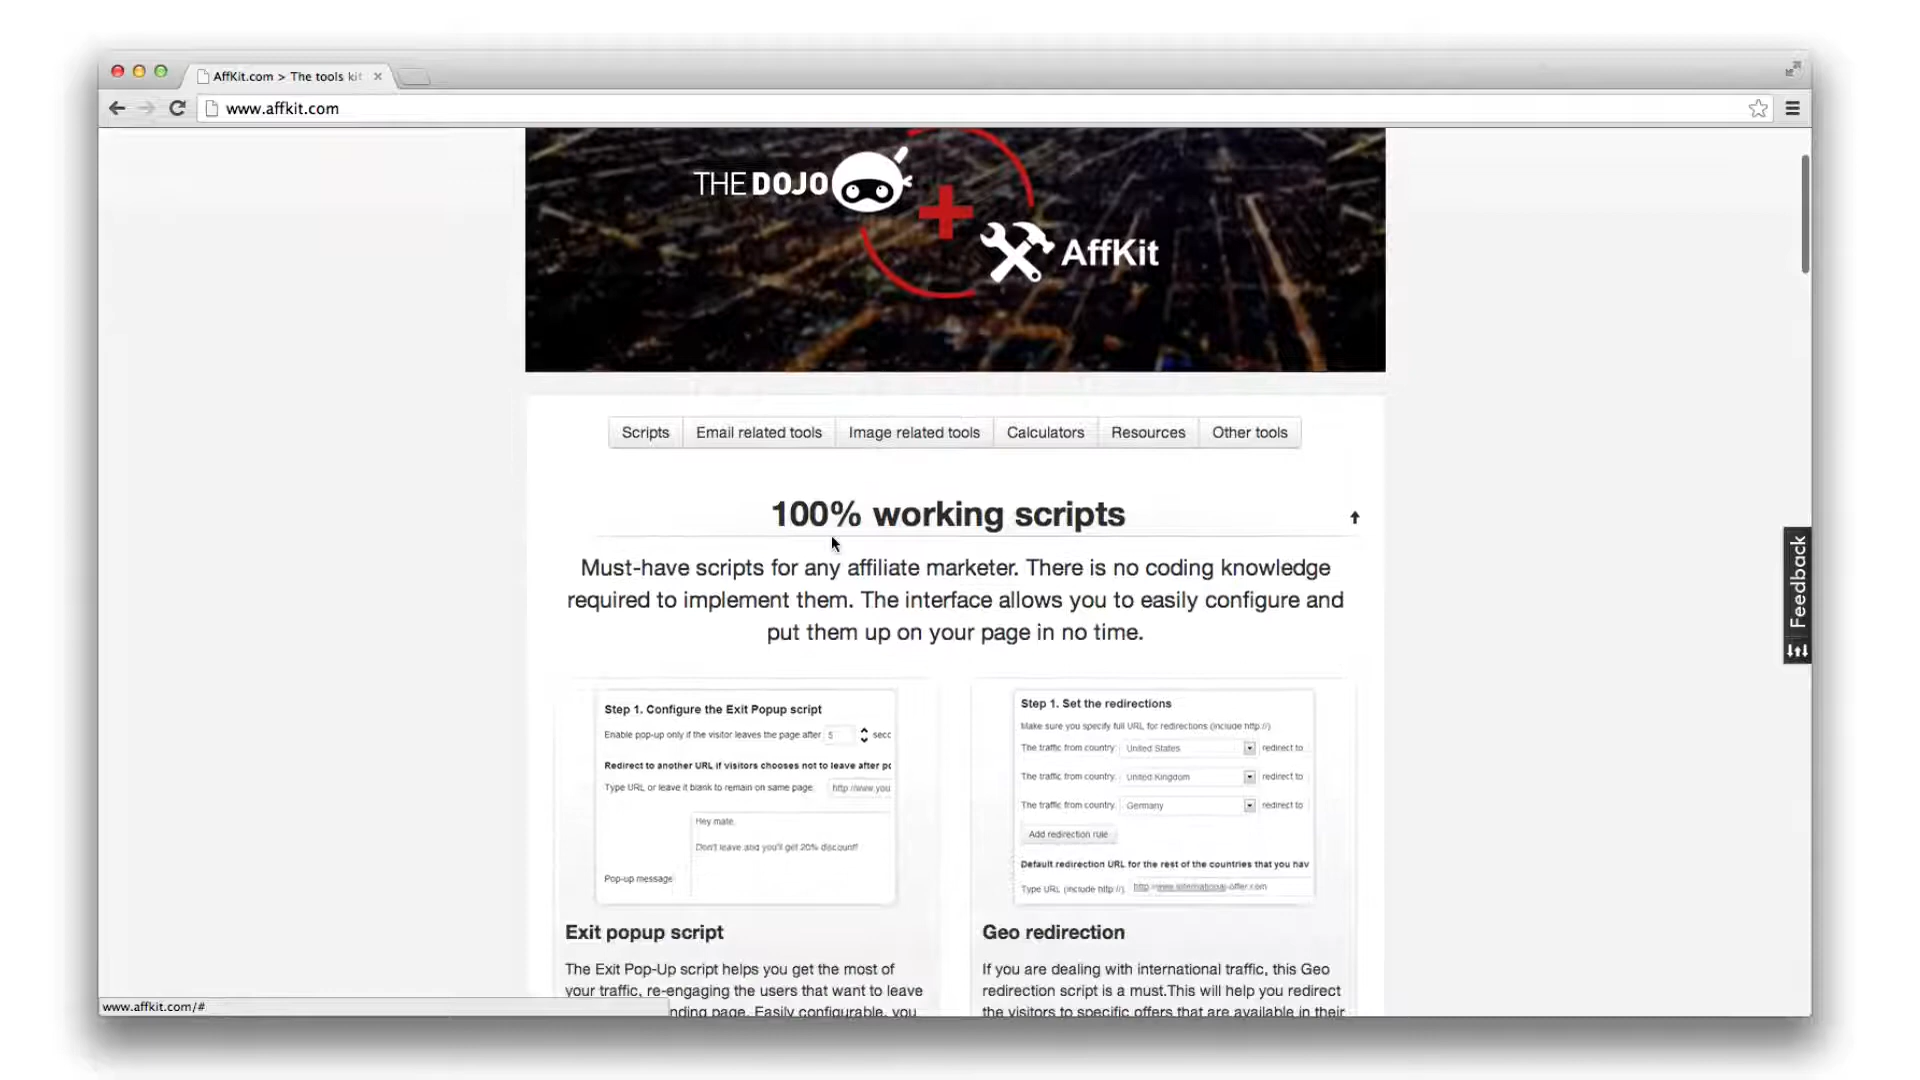 AffKit.com > The tools kit
www.affkit.com
THE DOJO
AffKit
Scripts Email related tools Image related tools Calculators Resources Other tools
100% working scripts
Must-have scripts for any affiliate marketer. There is no coding knowledge
required to implement them. The interface allows you to easily configure and
put them up on your page in no time.
Step 1. Configure the Exit Popup script
Enable pop-up only if the visitor leaves the page after 5 secc
Redirect to another URL if visitors chooses not to leave after pc
Type URL or leave it blank to remain on same page: http://www.you
Hey mate,
Don't leave and you'll get 20% discount!
Pop-up message
Exit popup script
The Exit Pop-Up script helps you get the most of
your traffic, re-engaging the users that want to leave
nding page. Easily configurable, you
Step 1. Set the redirections
Make sure you specify full URL for redirections (include http://)
The traffic from country: United States redirect to
The traffic from country: United Kingdom redirect to
The traffic from country: Germany redirect to
Add redirection rule
Default redirection URL for the rest of the countries that you hav
Type URL (include http://) http://www.international-offer.com
Geo redirection
If you are dealing with international traffic, this Geo
redirection script is a must.This will help you redirect
the visitors to specific offers that are available in their
Feedback
www.affkit.com/#